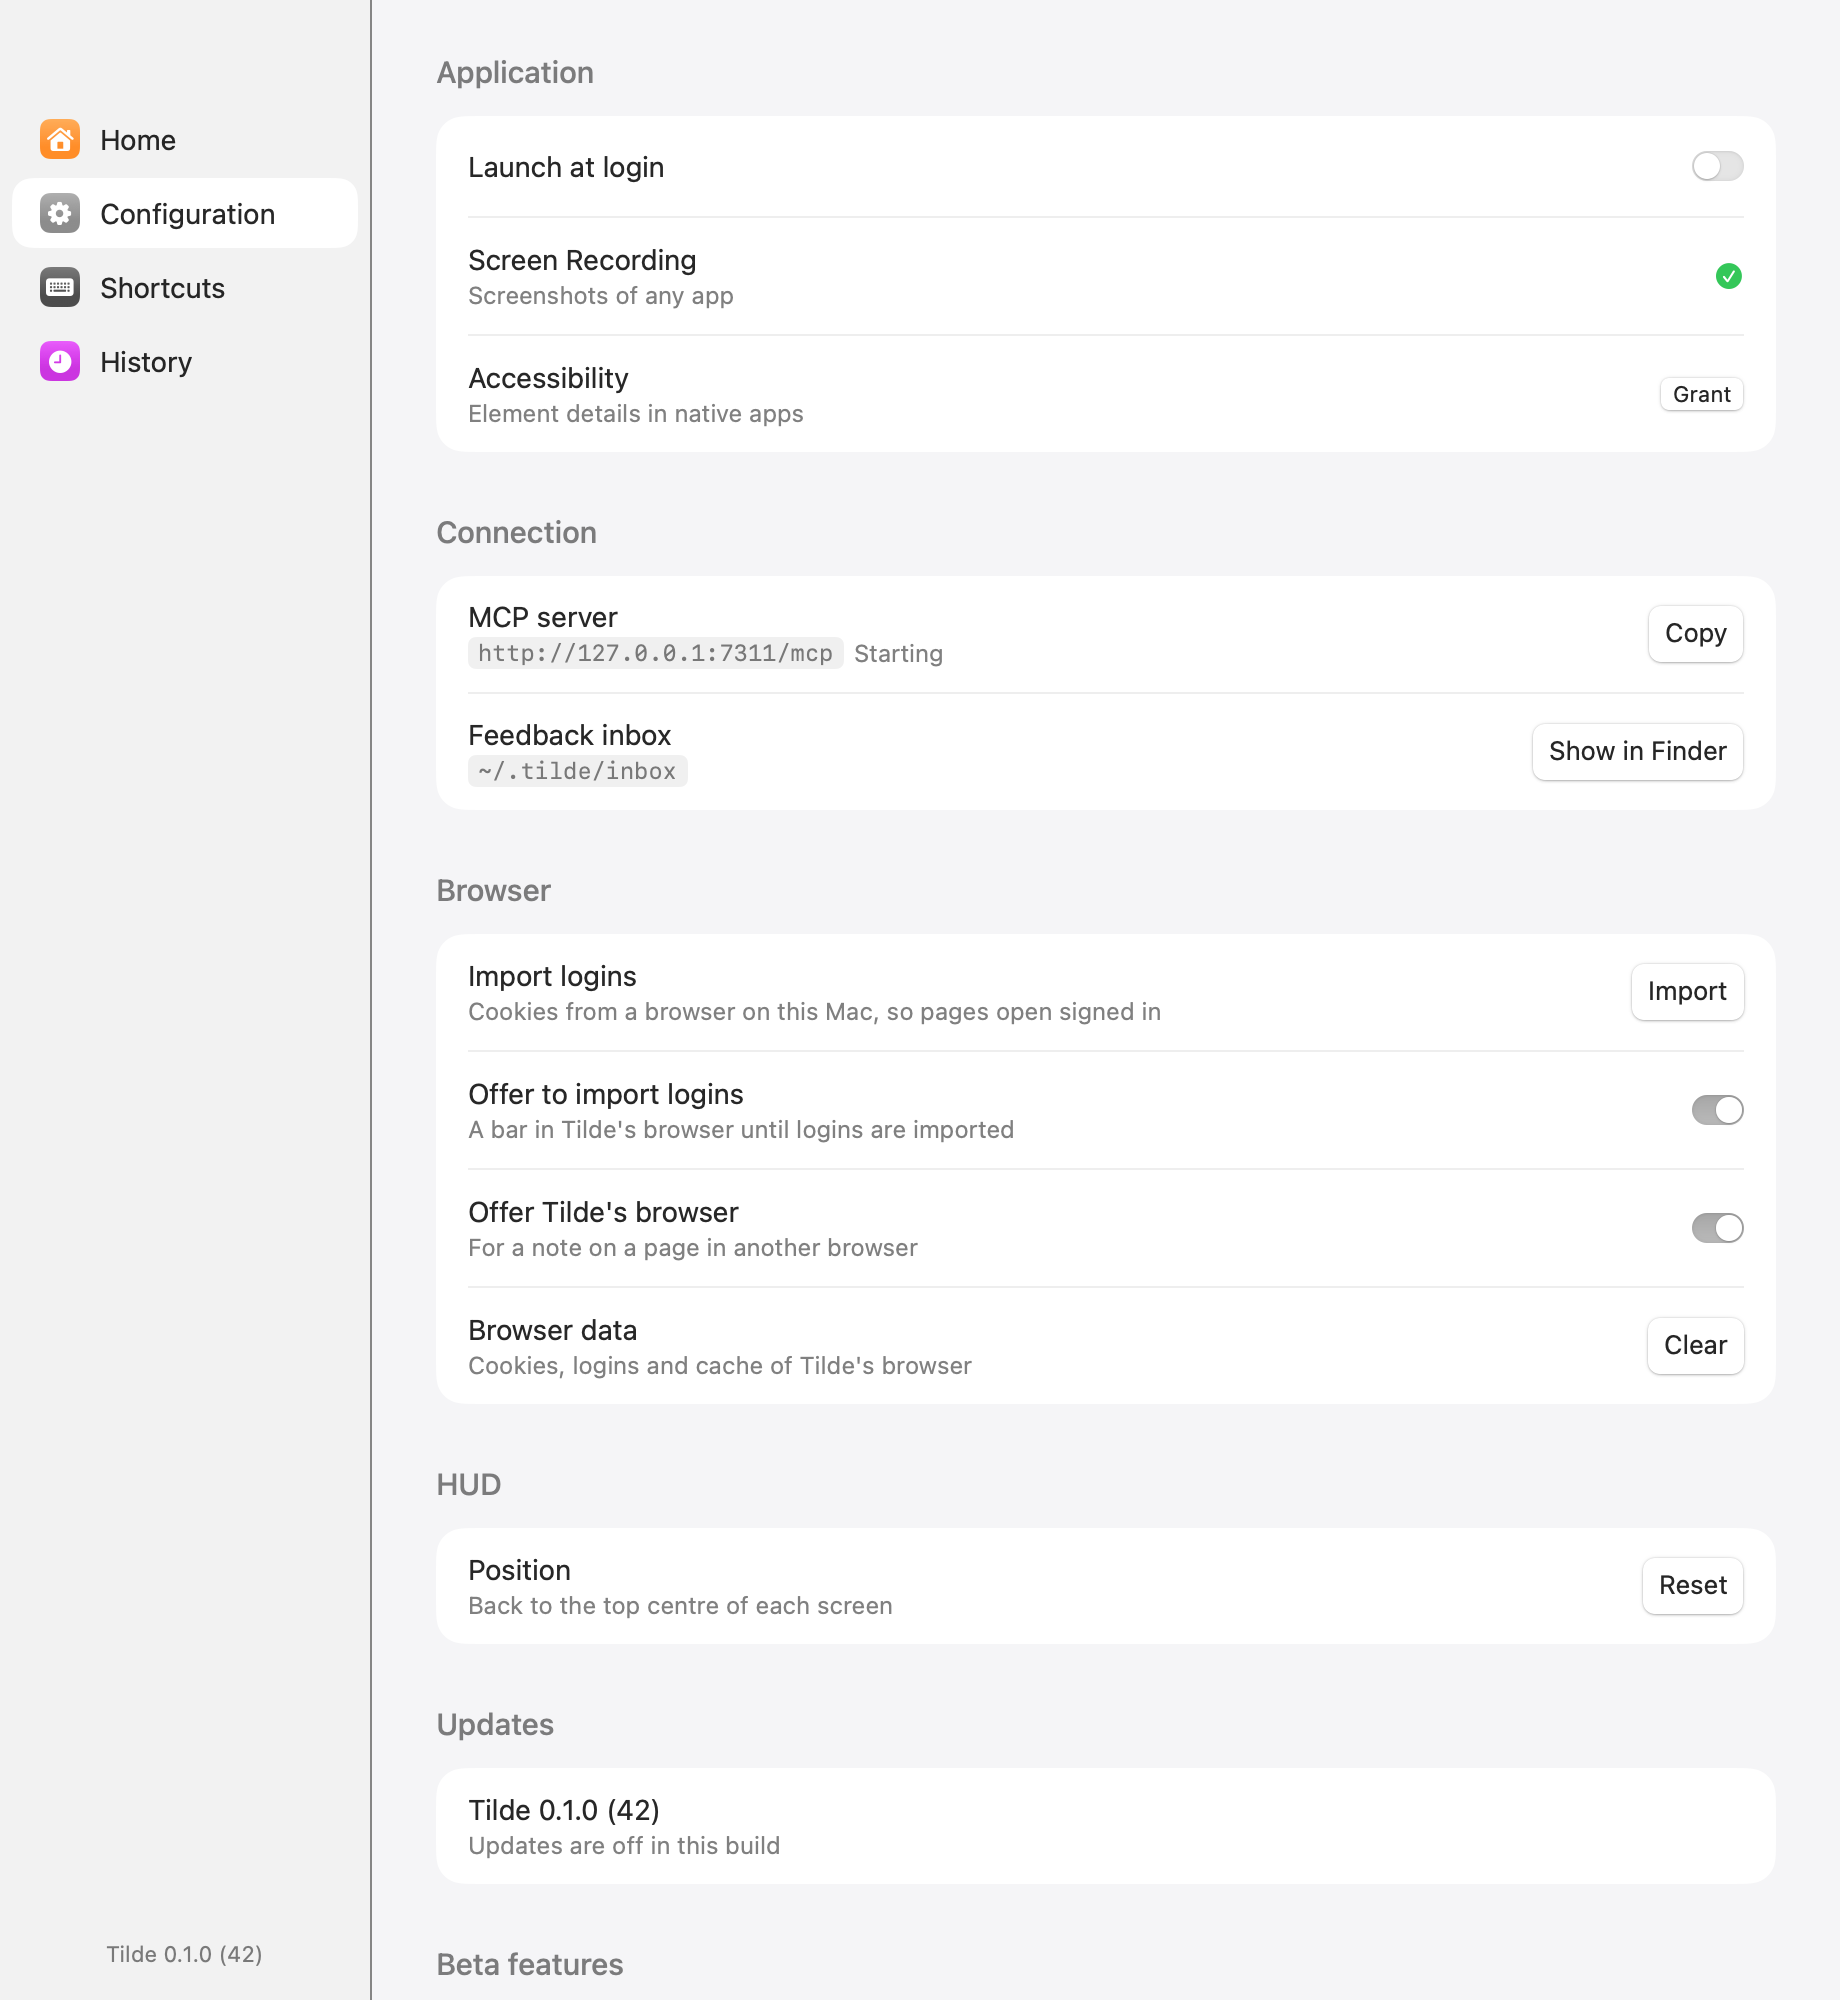 Home
Configuration
Shortcuts
History
Tilde 0.1.0 (42)
Application
Launch at login
Screen Recording
Screenshots of any app
Accessibility
Element details in native apps
Grant
Connection
MCP server
http://127.0.0.1:7311/mcp Starting
Copy
Feedback inbox
~/.tilde/inbox
Show in Finder
Browser
Import logins
Cookies from a browser on this Mac, so pages open signed in
Import
Offer to import logins
A bar in Tilde's browser until logins are imported
Offer Tilde's browser
For a note on a page in another browser
Browser data
Cookies, logins and cache of Tilde's browser
Clear
HUD
Position
Back to the top centre of each screen
Reset
Updates
Tilde 0.1.0 (42)
Updates are off in this build
Beta features